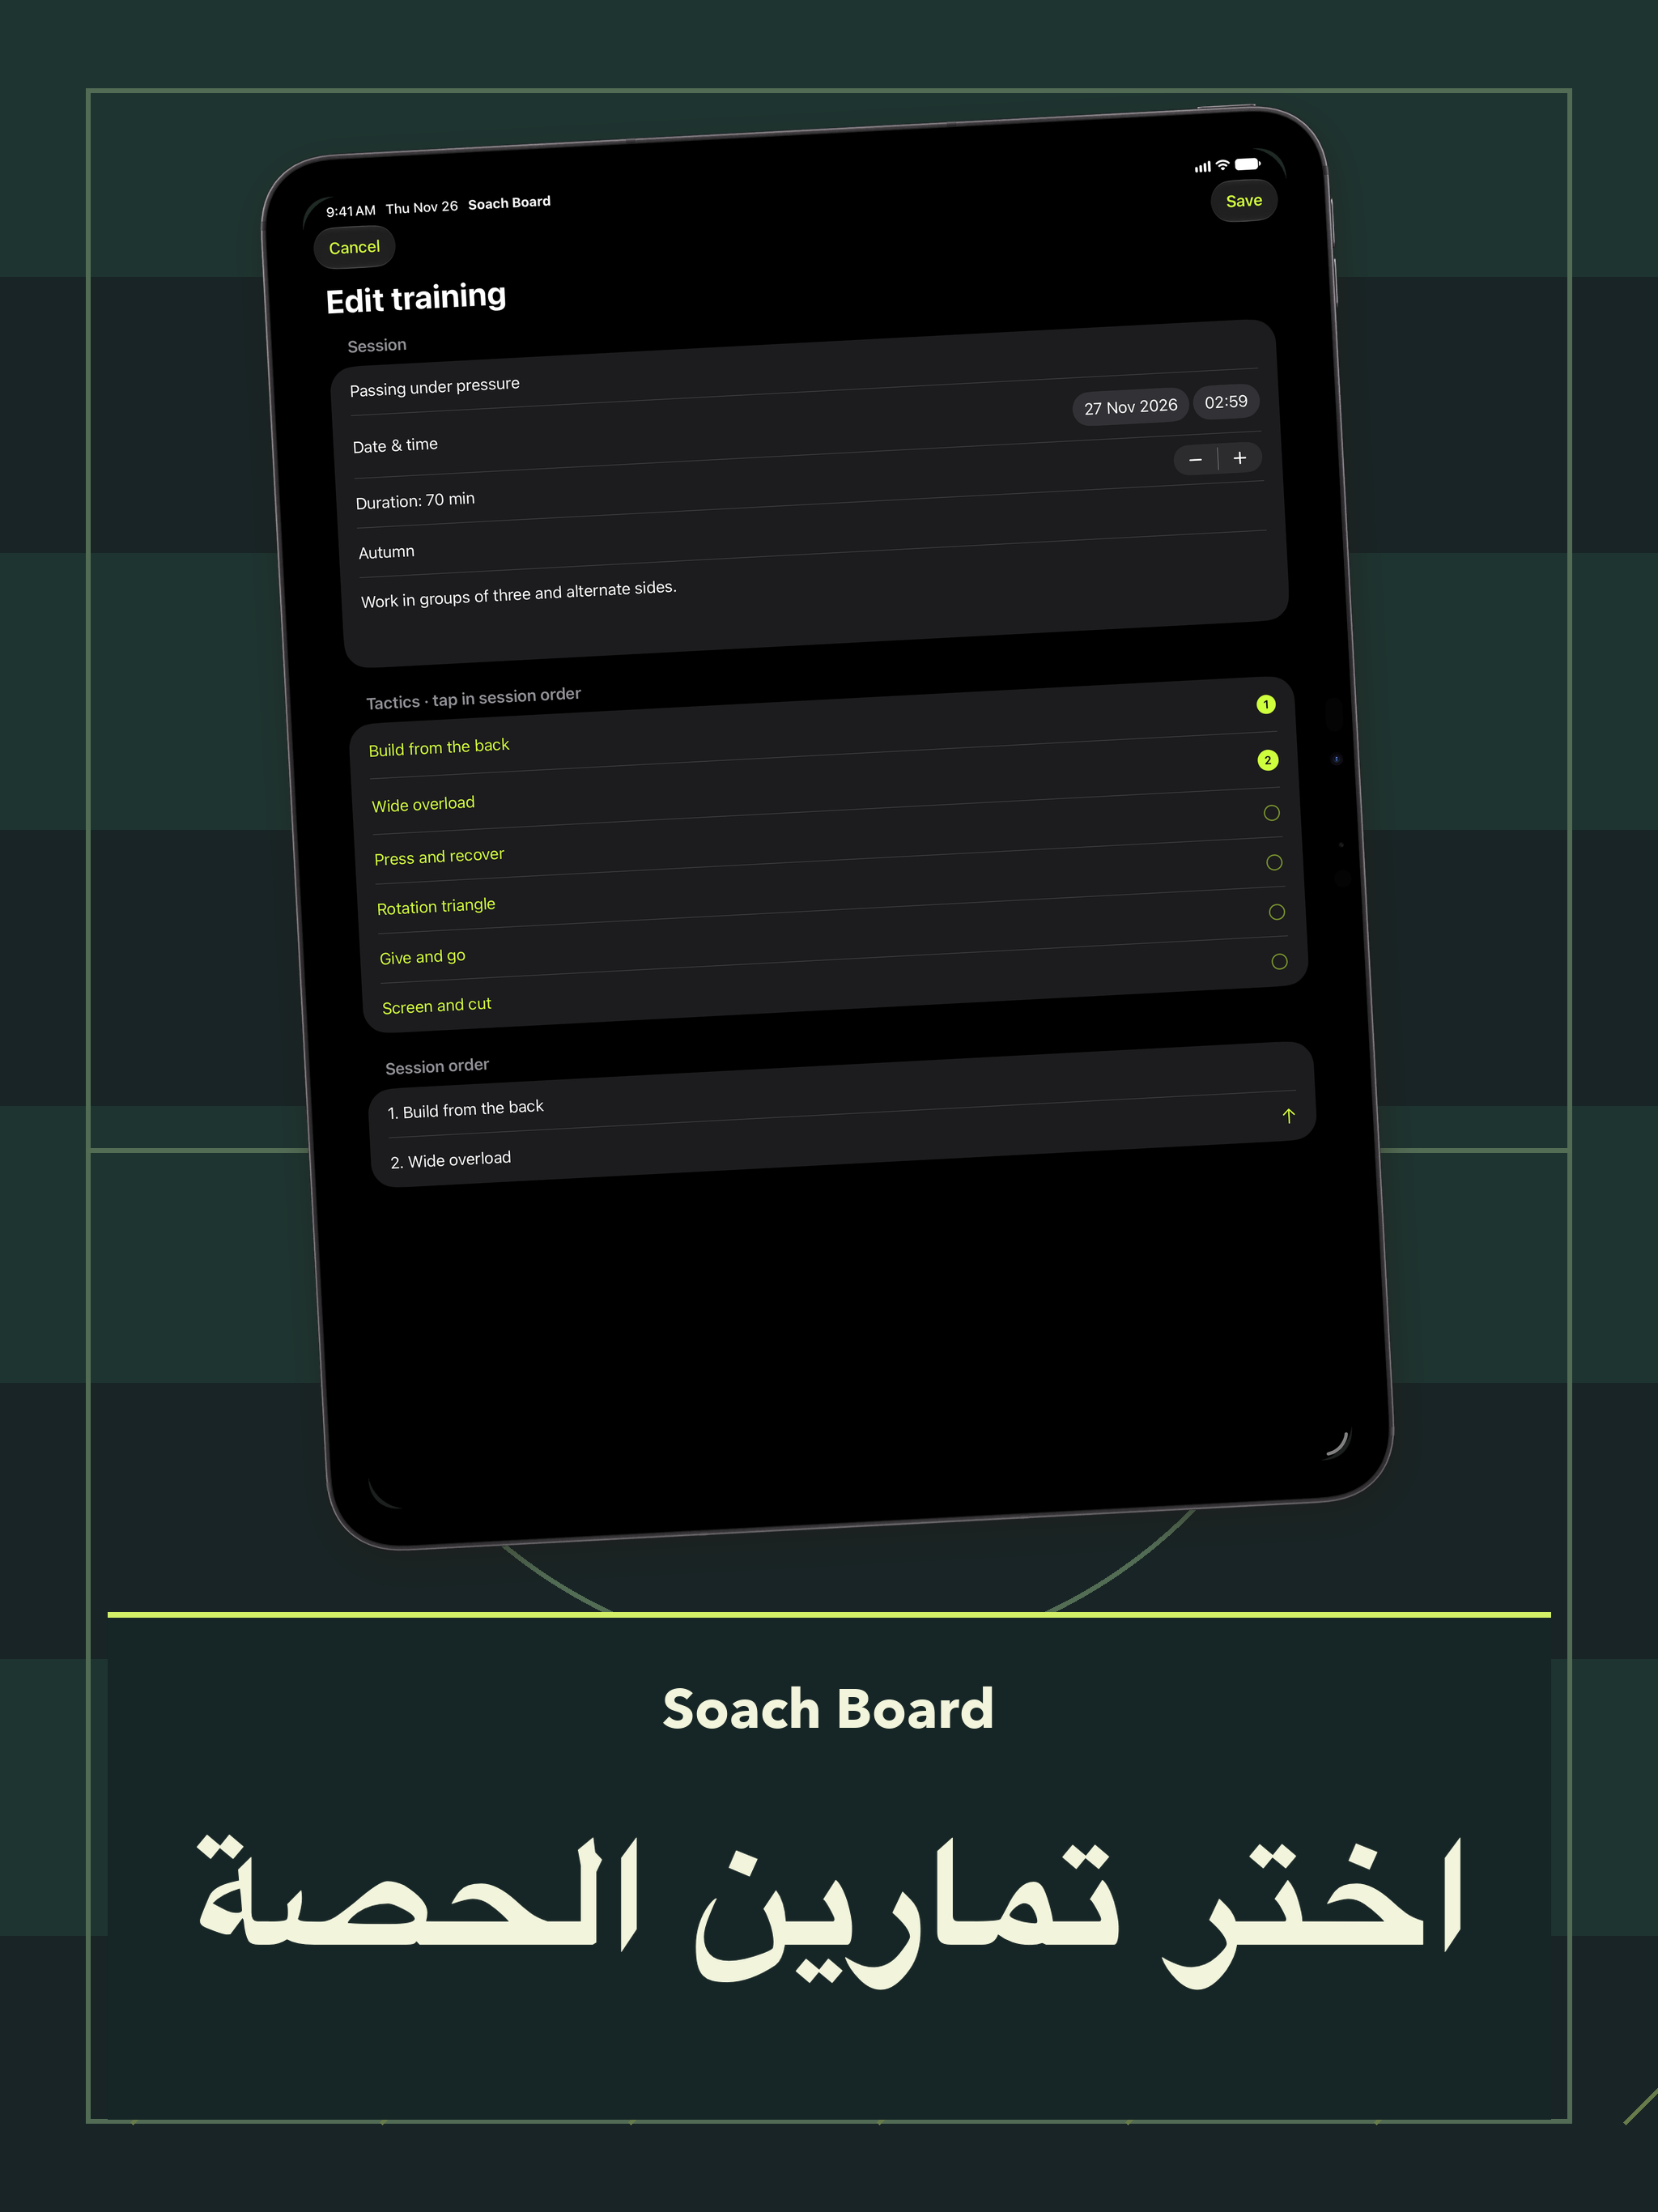 9:41 AM Thu Nov 26 Soach Board
Cancel
Save
Edit training
Session
Passing under pressure
Date & time 27 Nov 2026 02:59
Duration: 70 min − +
Autumn
Work in groups of three and alternate sides.
Tactics · tap in session order
Build from the back 1
Wide overload 2
Press and recover
Rotation triangle
Give and go
Screen and cut
Session order
1. Build from the back
2. Wide overload
Soach Board
اختر تمارين الحصة